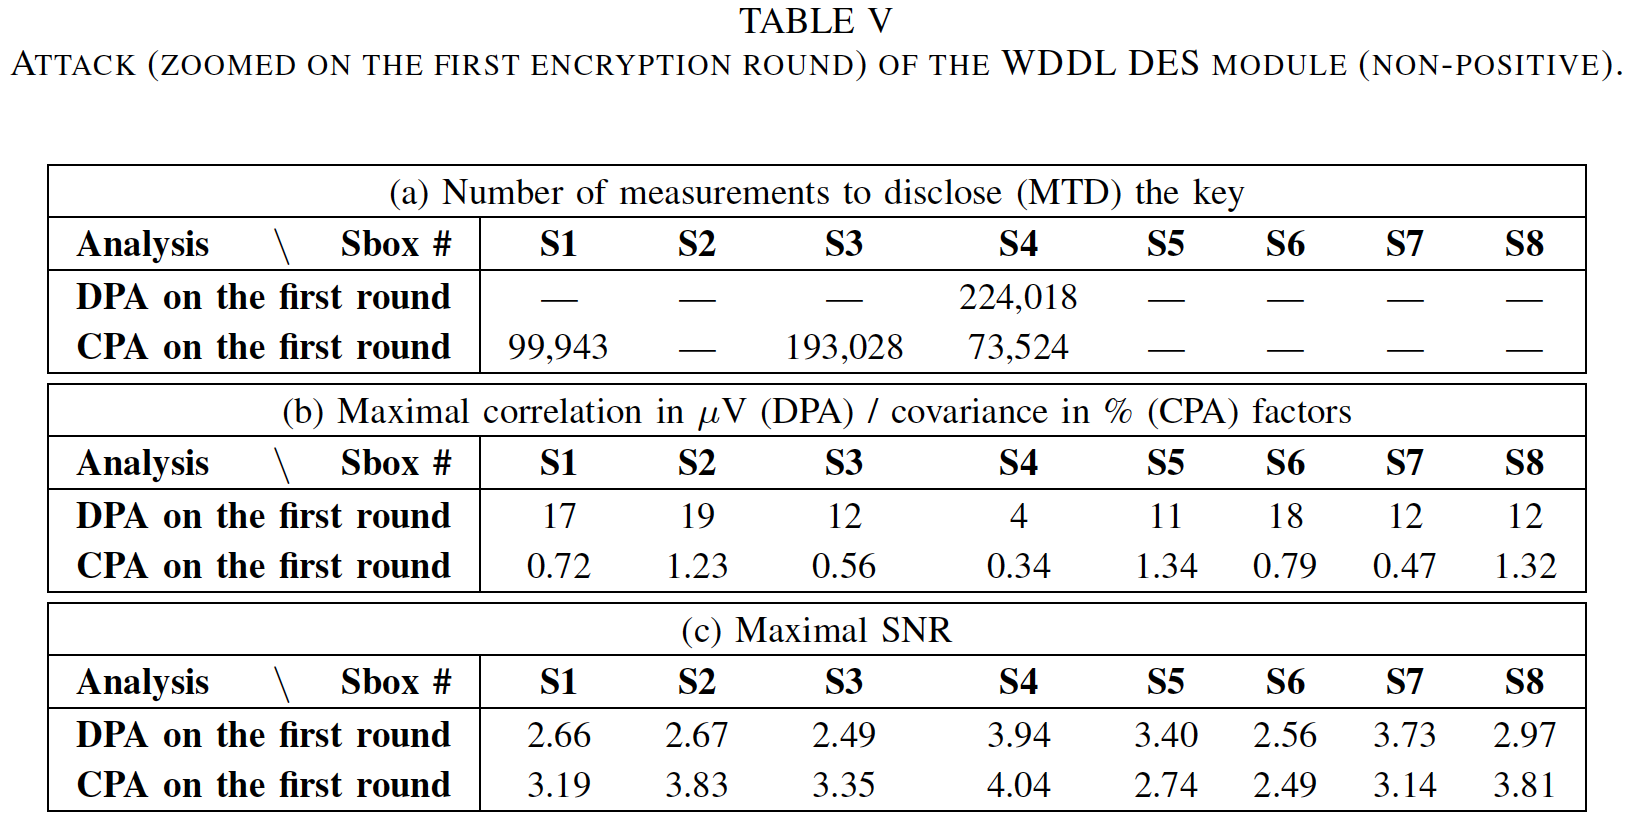 TABLE V
ATTACK (ZOOMED ON THE FIRST ENCRYPTION ROUND) OF THE WDDL DES MODULE (NON-POSITIVE).
(a) Number of measurements to disclose (MTD) the key
Analysis \ Sbox # S1 S2 S3 S4 S5 S6 S7 S8
DPA on the first round — — — 224,018 — — — —
CPA on the first round 99,943 — 193,028 73,524 — — — —
(b) Maximal correlation in μV (DPA) / covariance in % (CPA) factors
Analysis \ Sbox # S1 S2 S3 S4 S5 S6 S7 S8
DPA on the first round 17 19 12 4 11 18 12 12
CPA on the first round 0.72 1.23 0.56 0.34 1.34 0.79 0.47 1.32
(c) Maximal SNR
Analysis \ Sbox # S1 S2 S3 S4 S5 S6 S7 S8
DPA on the first round 2.66 2.67 2.49 3.94 3.40 2.56 3.73 2.97
CPA on the first round 3.19 3.83 3.35 4.04 2.74 2.49 3.14 3.81